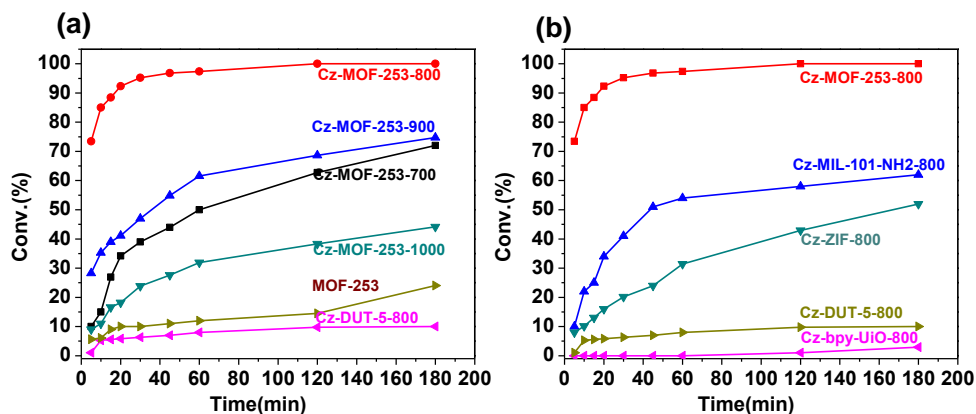 (a)
100
90
80
70
60
50
40
30
20
10
0
Conv.(%)
Cz-MOF-253-800
Cz-MOF-253-900
Cz-MOF-253-700
Cz-MOF-253-1000
MOF-253
Cz-DUT-5-800
0 20 40 60 80 100 120 140 160 180 200
Time(min)
(b)
100
90
80
70
60
50
40
30
20
10
0
Conv.(%)
Cz-MOF-253-800
Cz-MIL-101-NH2-800
Cz-ZIF-800
Cz-DUT-5-800
Cz-bpy-UiO-800
0 20 40 60 80 100 120 140 160 180 200
Time(min)